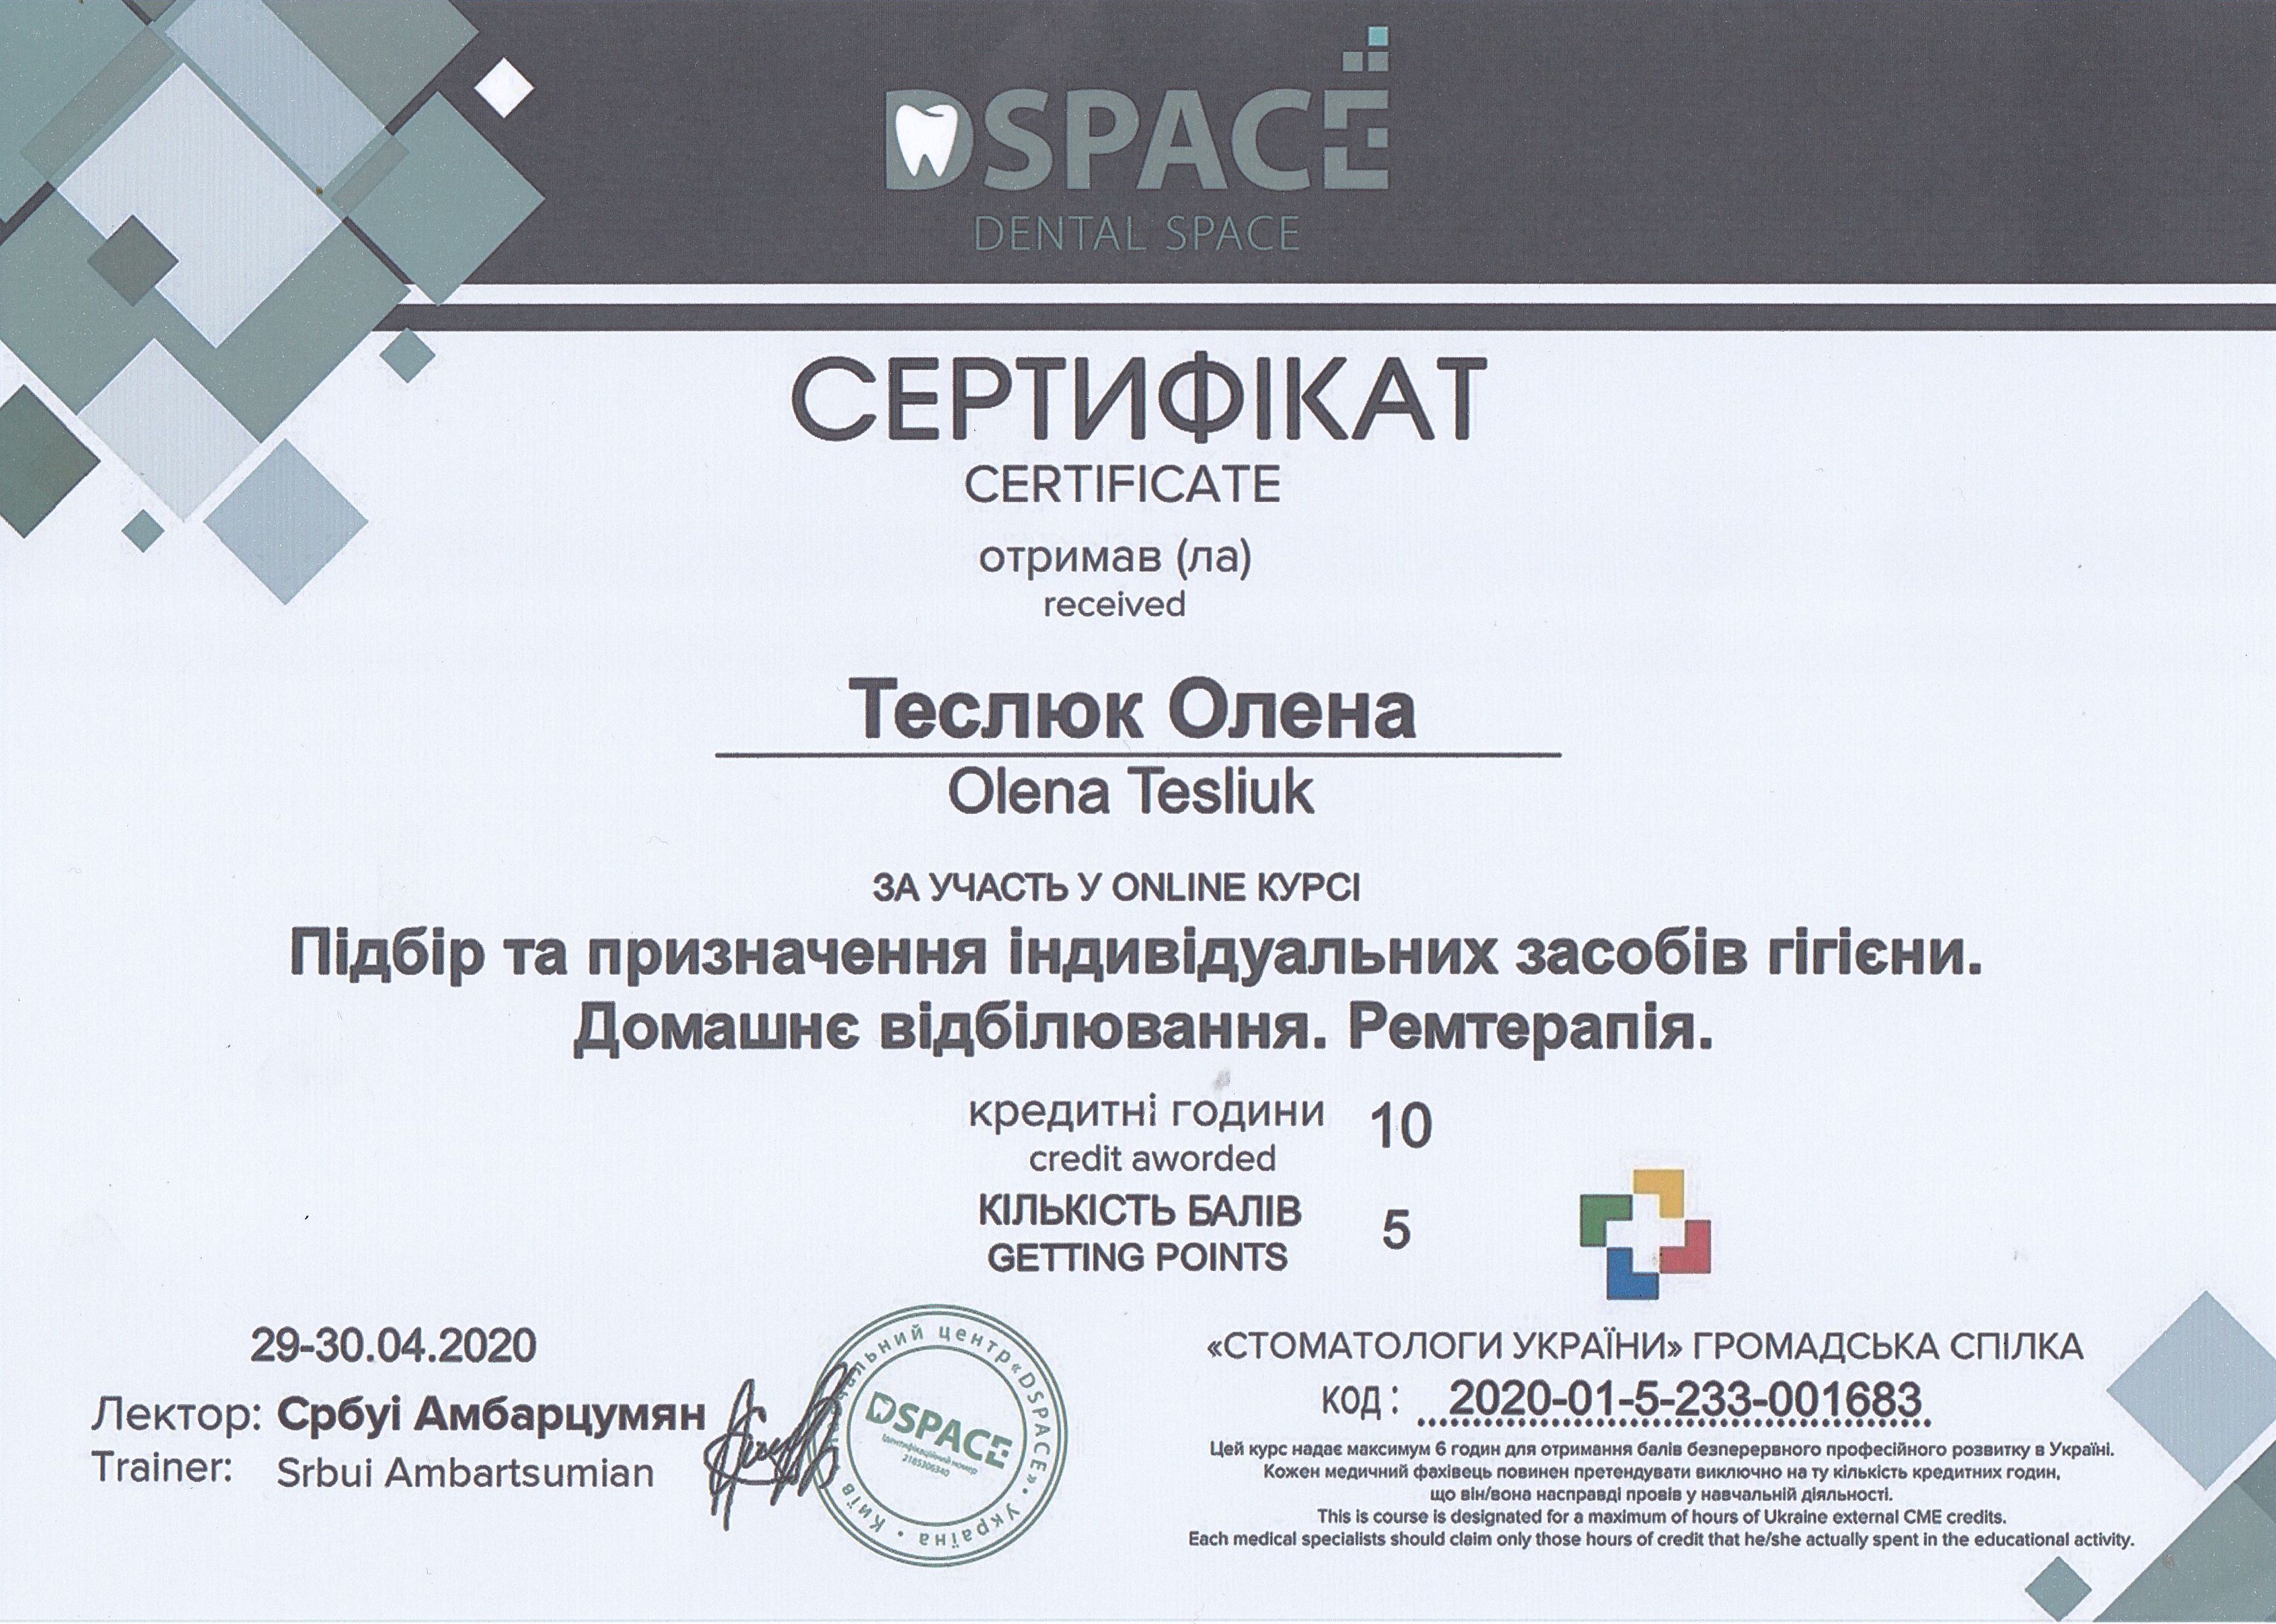 DSPACE
DENTAL SPACE
СЕРТИФІКАТ
CERTIFICATE
отримав (ла)
received
Теслюк Олена
Olena Tesliuk
ЗА УЧАСТЬ У ONLINE КУРСІ
Підбір та призначення індивідуальних засобів гігієни.
Домашнє відбілювання. Ремтерапія.
кредитні години 10
credit aworded
КІЛЬКІСТЬ БАЛІВ 5
GETTING POINTS
29-30.04.2020
Лектор: Србуі Амбарцумян
Trainer: Srbui Ambartsumian
Навчальний центр «DSPACE» • Україна • Київ •
DSPACE
Ідентифікаційний номер
«СТОМАТОЛОГИ УКРАЇНИ» ГРОМАДСЬКА СПІЛКА
КОД: 2020-01-5-233-001683
Цей курс надає максимум 6 годин для отримання балів безперервного професійного розвитку в Україні.
Кожен медичний фахівець повинен претендувати виключно на ту кількість кредитних годин,
що він/вона насправді провів у навчальній діяльності.
This is course is designated for a maximum of hours of Ukraine external CME credits.
Each medical specialists should claim only those hours of credit that he/she actually spent in the educational activity.